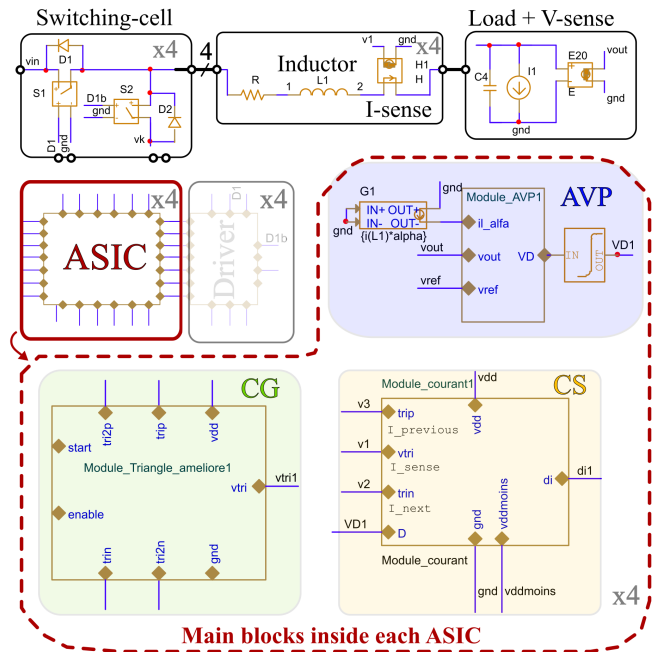 Switching-cell
x4
vin
D1
S1
D1b
gnd
S2
D2
vk
D1
gnd
4
Inductor
x4
v1
gnd
R
1
L1
2
H1
H
I-sense
Load + V-sense
C4
I1
E20
E
vout
gnd
gnd
x4
ASIC
x4
D1
D1b
Driver
AVP
G1
gnd
Module_AVP1
IN+ OUT+
IN- OUT-
gnd
{i(L1)*alpha}
il_alfa
vout
vout
VD
IN
OUT
VD1
vref
vref
CG
tri2p
trip
vdd
start
Module_Triangle_ameliore1
vtri
vtri1
enable
trin
tri2n
gnd
CS
vdd
Module_courant1
vdd
v3
trip
I_previous
v1
vtri
I_sense
v2
trin
I_next
di
di1
VD1
D
gnd
vddmoins
Module_courant
gnd
vddmoins
x4
Main blocks inside each ASIC